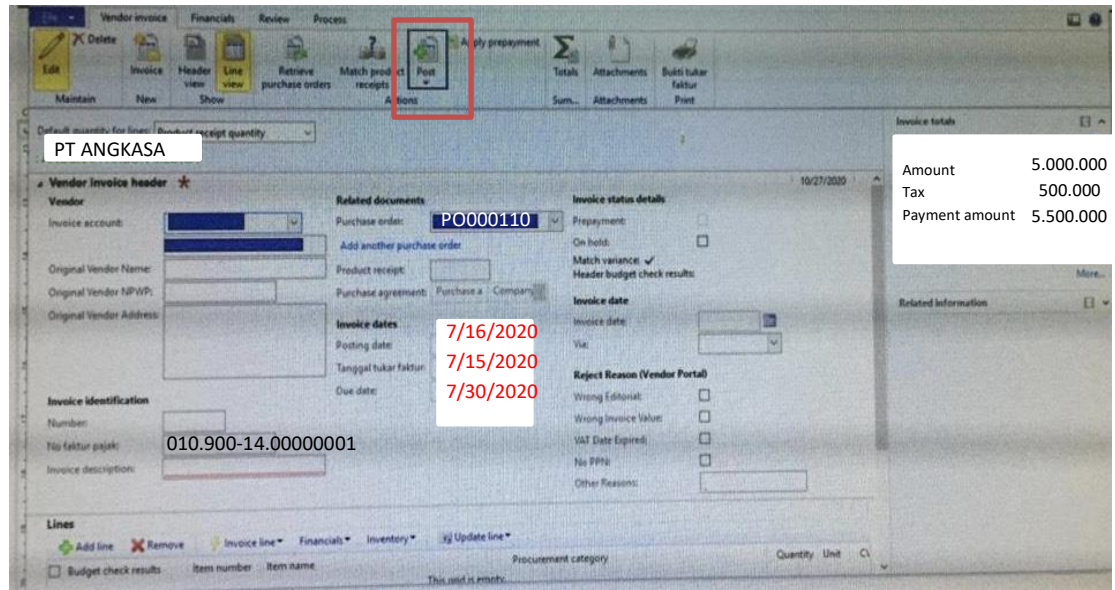 File
Vendor invoice
Financials
Review
Process
Edit
Delete
Maintain
Invoice
New
Header view
Line view
Show
Retrieve purchase orders
Match product receipts
Post
Actions
Apply prepayment
Totals
Sum...
Attachments
Attachments
Bukti tukar faktur
Print
Default quantity for lines: Product receipt quantity
PT ANGKASA
Vendor invoice header
10/27/2020
Vendor
Invoice account:
Original Vendor Name:
Original Vendor NPWP:
Original Vendor Address:
Invoice identification
Number:
No faktur pajak: 010.900-14.00000001
Invoice description:
Related documents
Purchase order: PO000110
Add another purchase order
Product receipt:
Purchase agreement: Purchase a Company
Invoice dates
Posting date: 7/16/2020
Tanggal tukar faktur: 7/15/2020
Due date: 7/30/2020
Invoice status details
Prepayment:
On hold:
Match variance:
Header budget check results:
Invoice date
Invoice date:
Via:
Reject Reason (Vendor Portal)
Wrong Editorial:
Wrong Invoice Value:
VAT Date Expired:
No PPN:
Other Reasons:
Invoice totals
Amount 5.000.000
Tax 500.000
Payment amount 5.500.000
More...
Related information
Lines
Add line
Remove
Invoice line
Financials
Inventory
Update line
Budget check results
Item number
Item name
Procurement category
Quantity
Unit
This grid is empty.